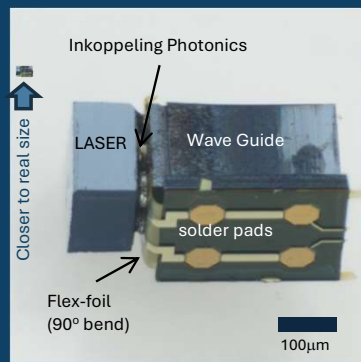 Inkoppeling Photonics
Closer to real size
LASER
Wave Guide
solder pads
Flex-foil
(90° bend)
100μm